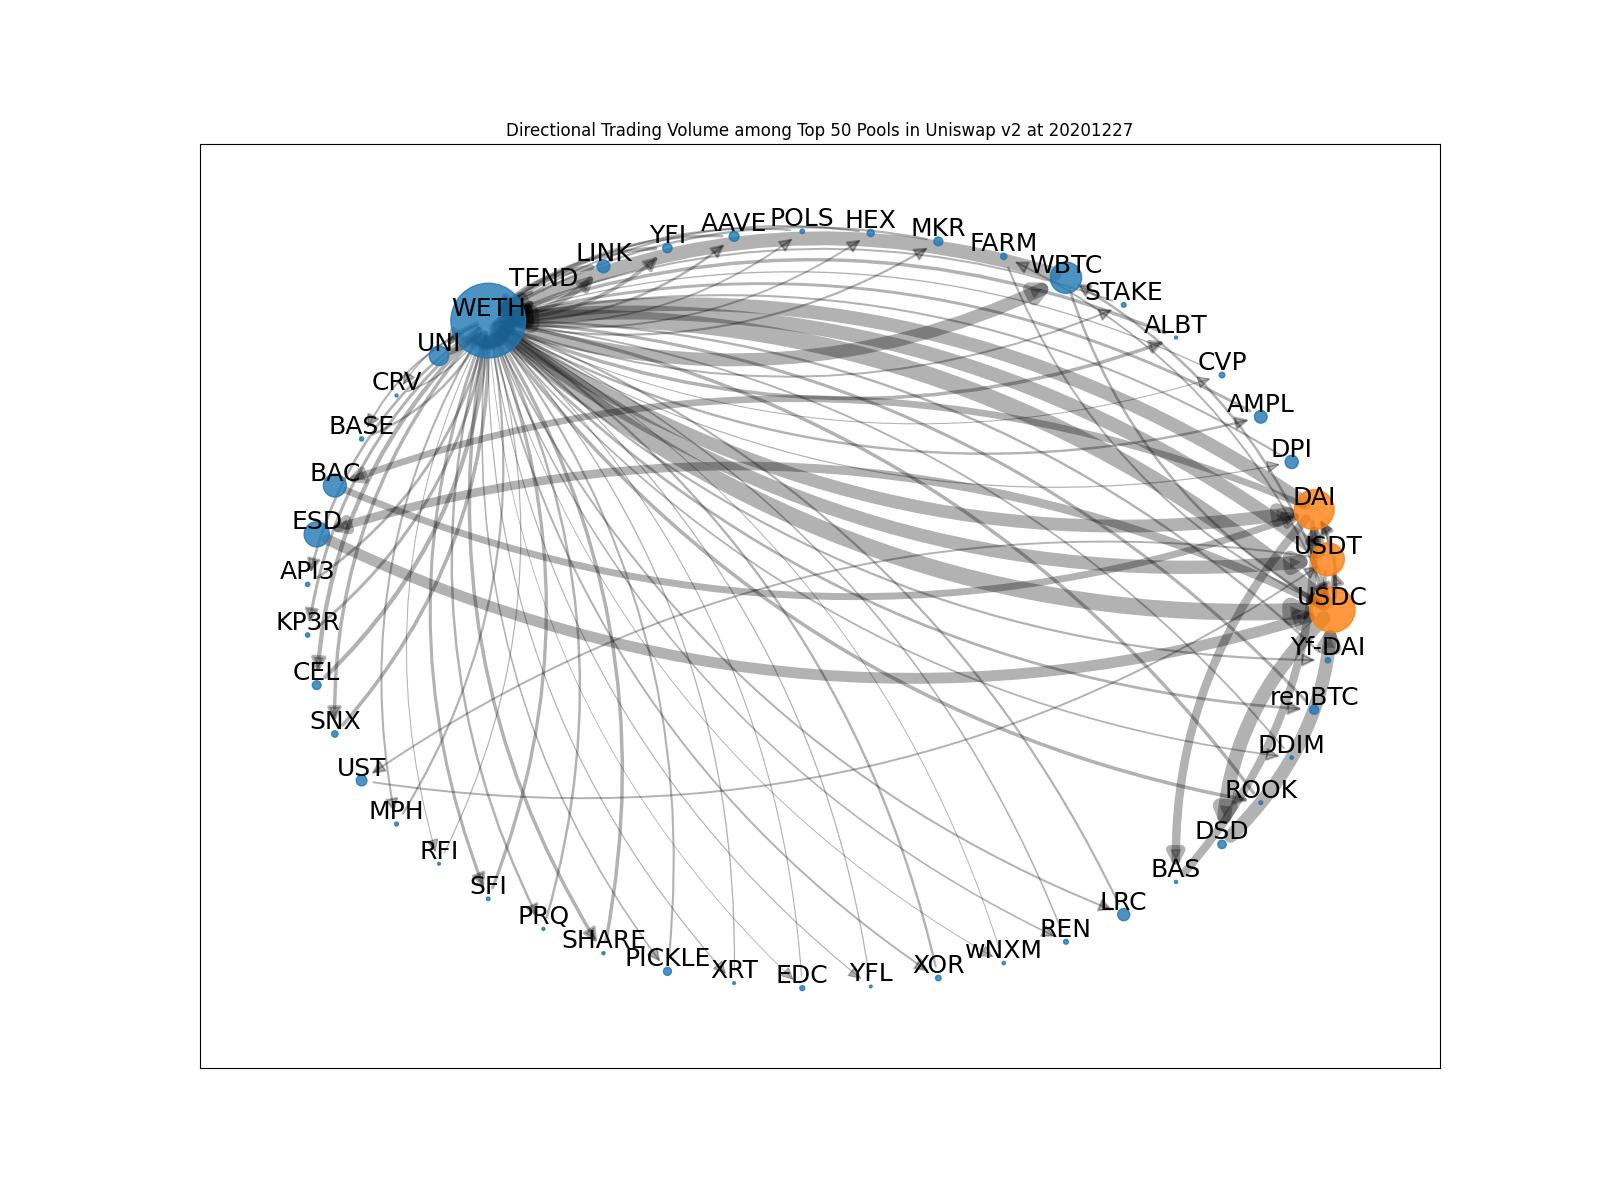 Directional Trading Volume among Top 50 Pools in Uniswap v2 at 20201227
POLS
HEX
AAVE
MKR
YFI
FARM
LINK
WBTC
TEND
STAKE
WETH
ALBT
UNI
CVP
CRV
AMPL
BASE
DPI
BAC
DAI
ESD
USDT
API3
USDC
KP3R
Yf-DAI
CEL
renBTC
SNX
DDIM
UST
ROOK
MPH
DSD
RFI
BAS
SFI
LRC
PRQ
REN
SHARE
wNXM
PICKLE
XOR
XRT
YFL
EDC